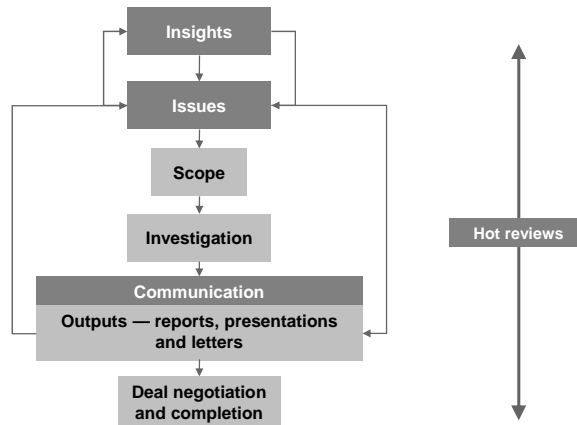 Insights
Issues
Scope
Investigation
Communication
Outputs — reports, presentations
and letters
Deal negotiation
and completion
Hot reviews